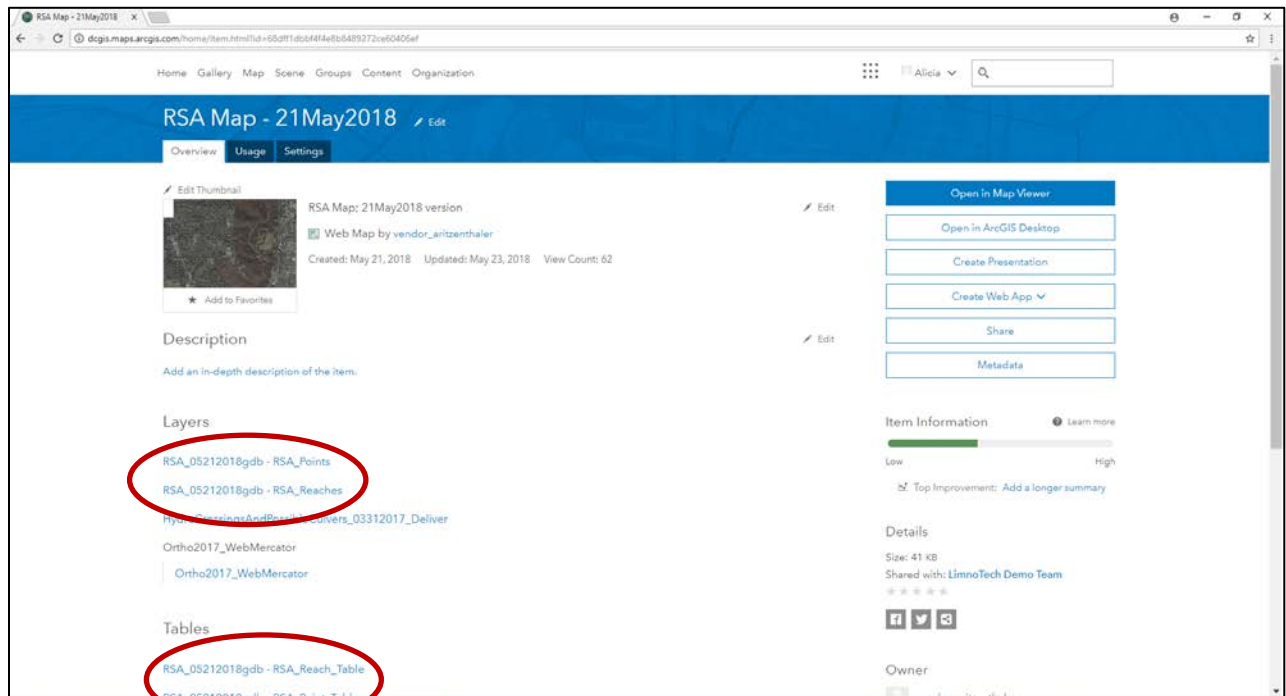 RSA Map - 21May2018 x
dcgis.maps.arcgis.com/home/item.html?id=
Home Gallery Map Scene Groups Content Organization
Alicia
RSA Map - 21May2018 Edit
Overview Usage Settings
Edit Thumbnail
RSA Map; 21May2018 version Edit
Web Map by vendor_aritzenthaler
Created: May 21, 2018 Updated: May 23, 2018 View Count: 62
Add to Favorites
Open in Map Viewer
Open in ArcGIS Desktop
Create Presentation
Create Web App
Share
Metadata
Description Edit
Add an in-depth description of the item.
Layers
RSA_05212018gdb - RSA_Points
RSA_05212018gdb - RSA_Reaches
HydroCrossingsAndPossibleCulvers_03312017_Deliver
Ortho2017_WebMercator
Ortho2017_WebMercator
Tables
RSA_05212018gdb - RSA_Reach_Table
Item Information Learn more
Low High
Top Improvement: Add a longer summary
Details
Size: 41 KB
Shared with: LimnoTech Demo Team
Owner